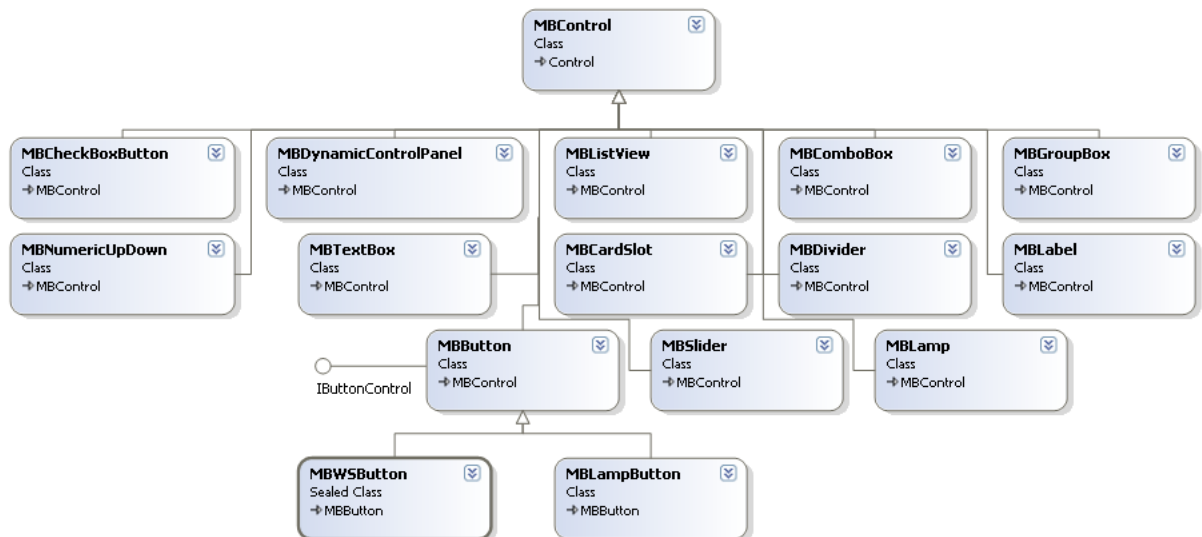 MBControl
Class
Control
MBCheckBoxButton
Class
MBControl
MBDynamicControlPanel
Class
MBControl
MBListView
Class
MBControl
MBComboBox
Class
MBControl
MBGroupBox
Class
MBControl
MBNumericUpDown
Class
MBControl
MBTextBox
Class
MBControl
MBCardSlot
Class
MBControl
MBDivider
Class
MBControl
MBLabel
Class
MBControl
IButtonControl
MBButton
Class
MBControl
MBSlider
Class
MBControl
MBLamp
Class
MBControl
MBWSButton
Sealed Class
MBButton
MBLampButton
Class
MBButton